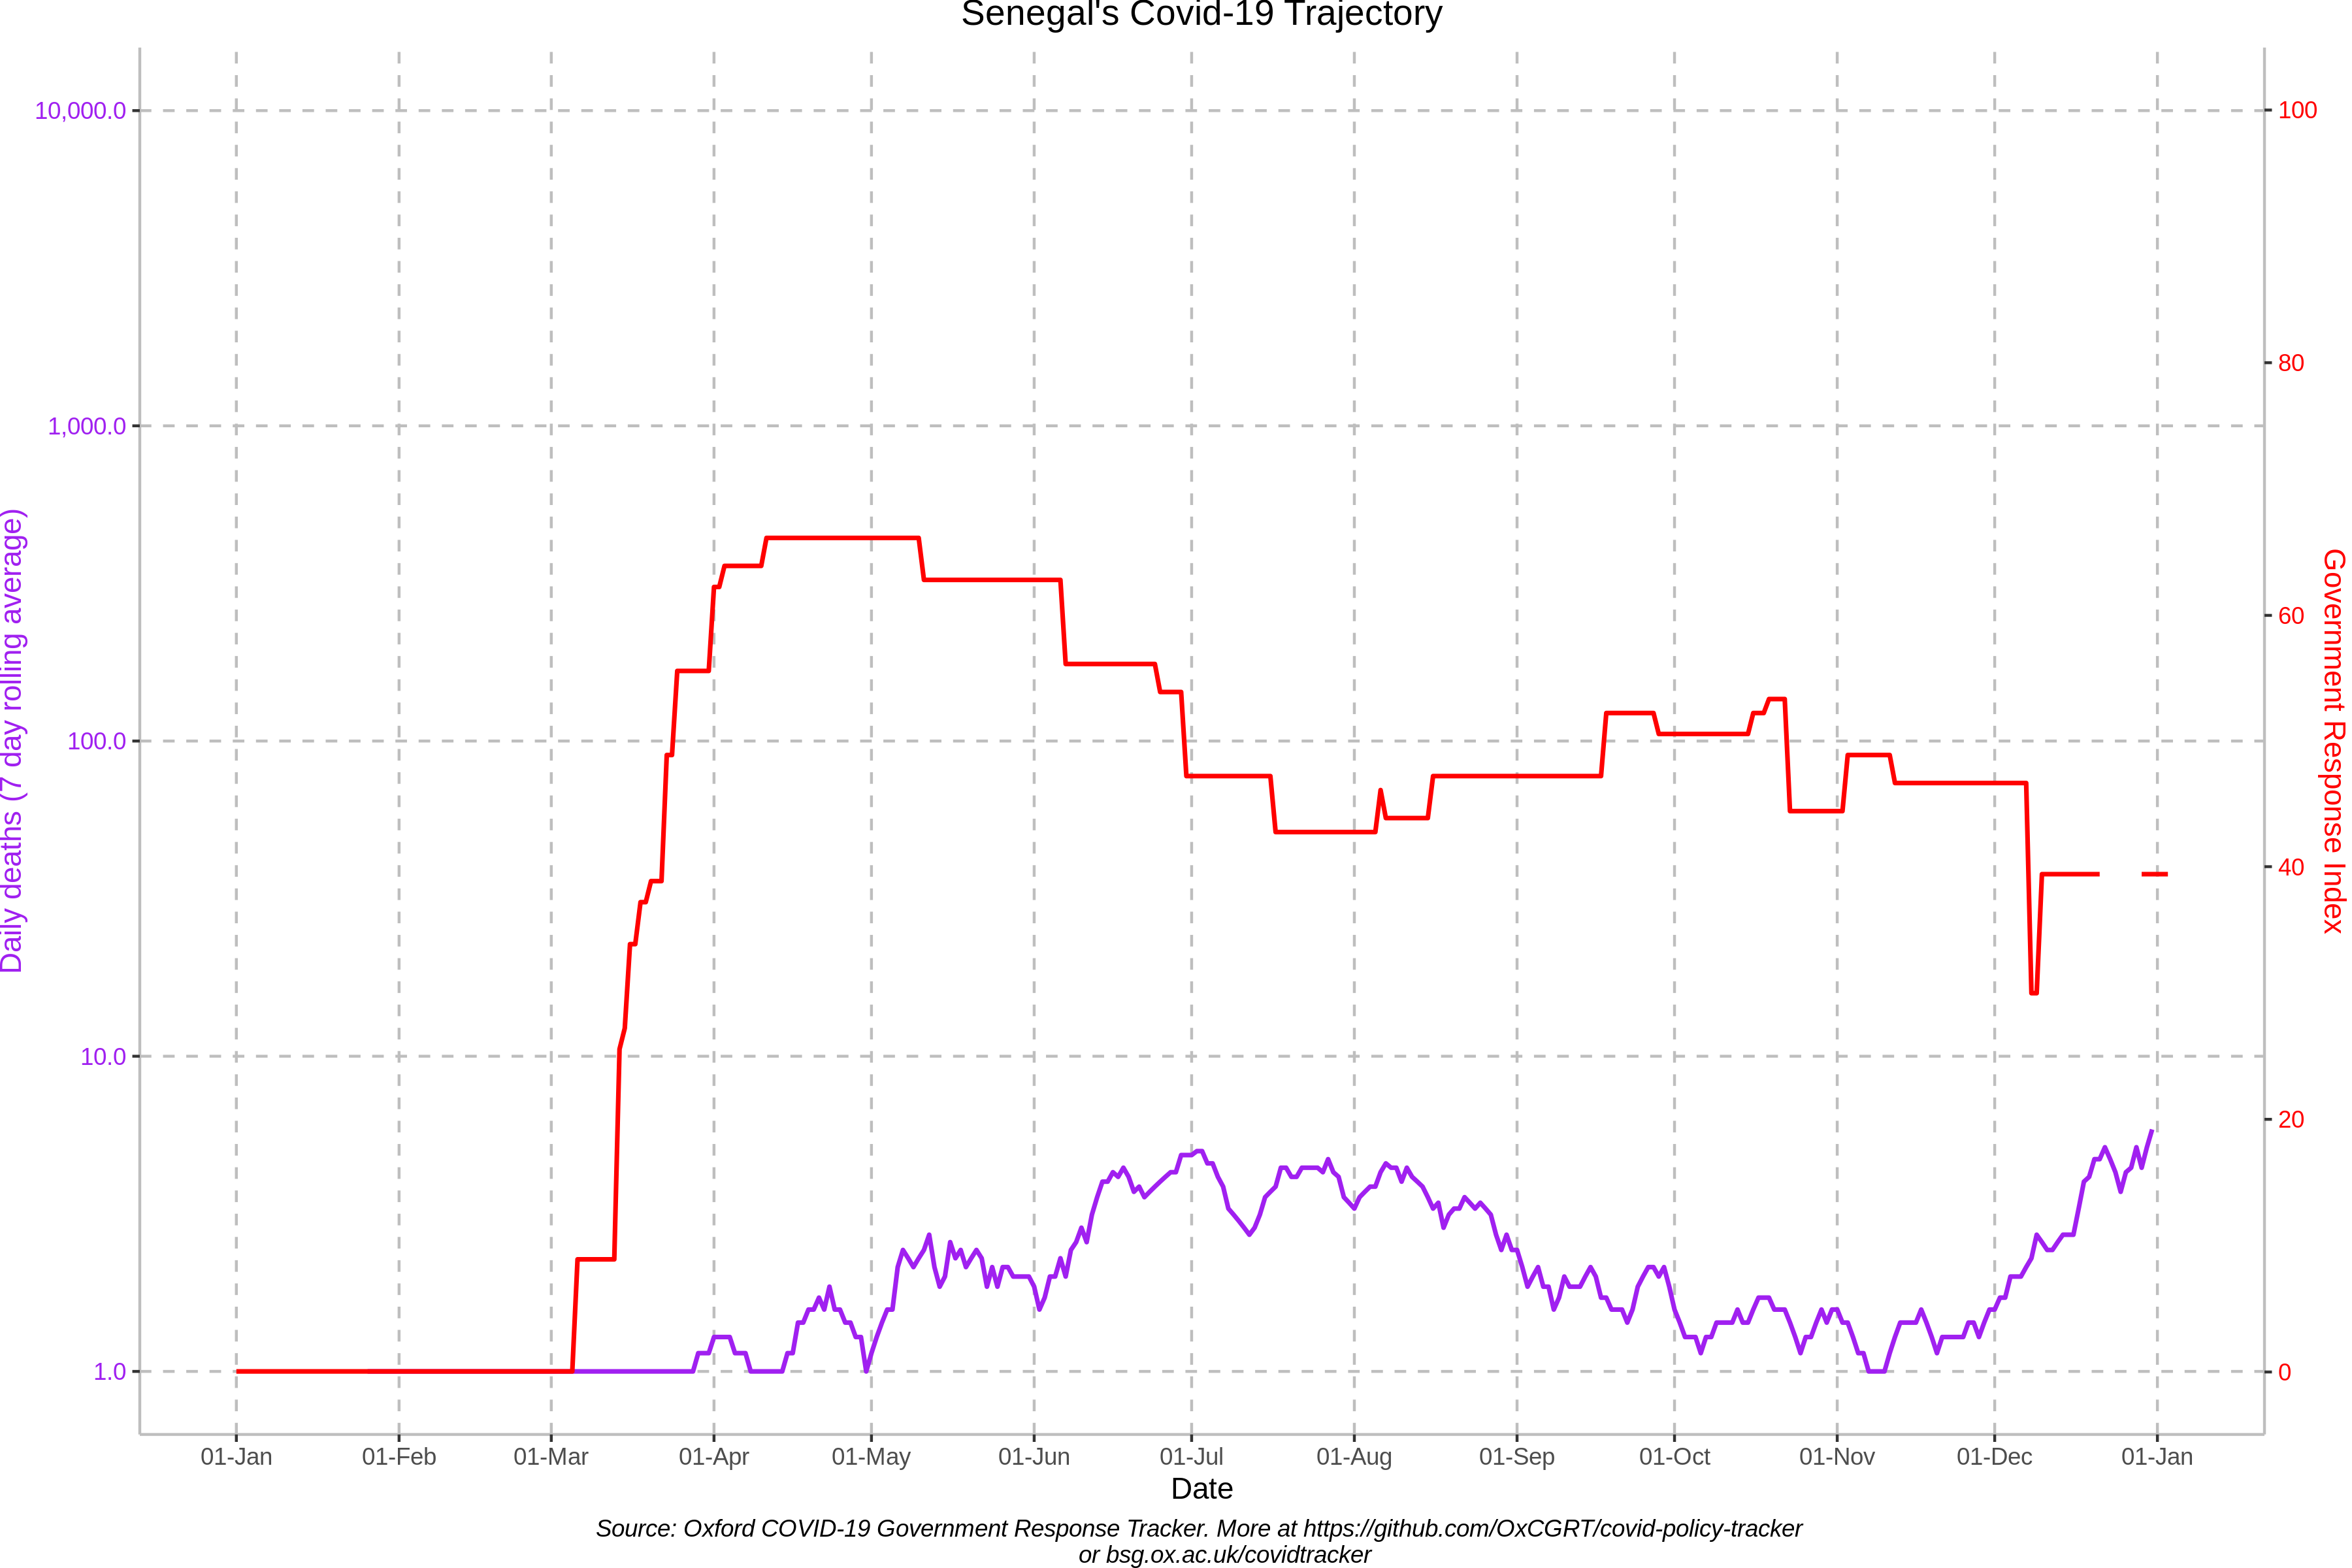 Senegal's Covid-19 Trajectory
10,000.0
1,000.0
100.0
10.0
1.0
Daily deaths (7 day rolling average)
100
80
60
40
20
0
Government Response Index
01-Jan
01-Feb
01-Mar
01-Apr
01-May
01-Jun
01-Jul
01-Aug
01-Sep
01-Oct
01-Nov
01-Dec
01-Jan
Date
Source: Oxford COVID-19 Government Response Tracker. More at https://github.com/OxCGRT/covid-policy-tracker
or bsg.ox.ac.uk/covidtracker